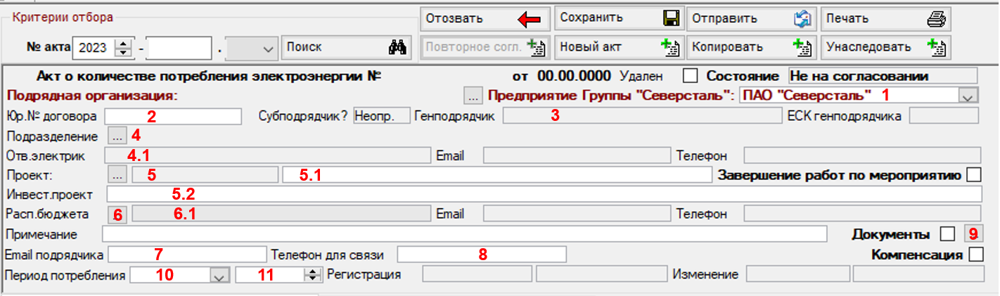 Критерии отбора
Отозвать Сохранить Отправить Печать
№ акта 2023 - . Поиск Повторное согл. Новый акт Копировать Унаследовать
Акт о количестве потребления электроэнергии № от 00.00.0000 Удален Состояние Не на согласовании
Подрядная организация: ... Предприятие Группы "Северсталь": ПАО "Северсталь" 1
Юр.№ договора 2 Субподрядчик? Неопр. Генподрядчик 3 ЕСК генподрядчика
Подразделение ... 4
Отв.электрик 4.1 Email Телефон
Проект: ... 5 5.1 Завершение работ по мероприятию
Инвест.проект 5.2
Расп.бюджета 6 6.1 Email Телефон
Примечание Документы 9
Email подрядчика 7 Телефон для связи 8 Компенсация
Период потребления 10 11 Регистрация Изменение